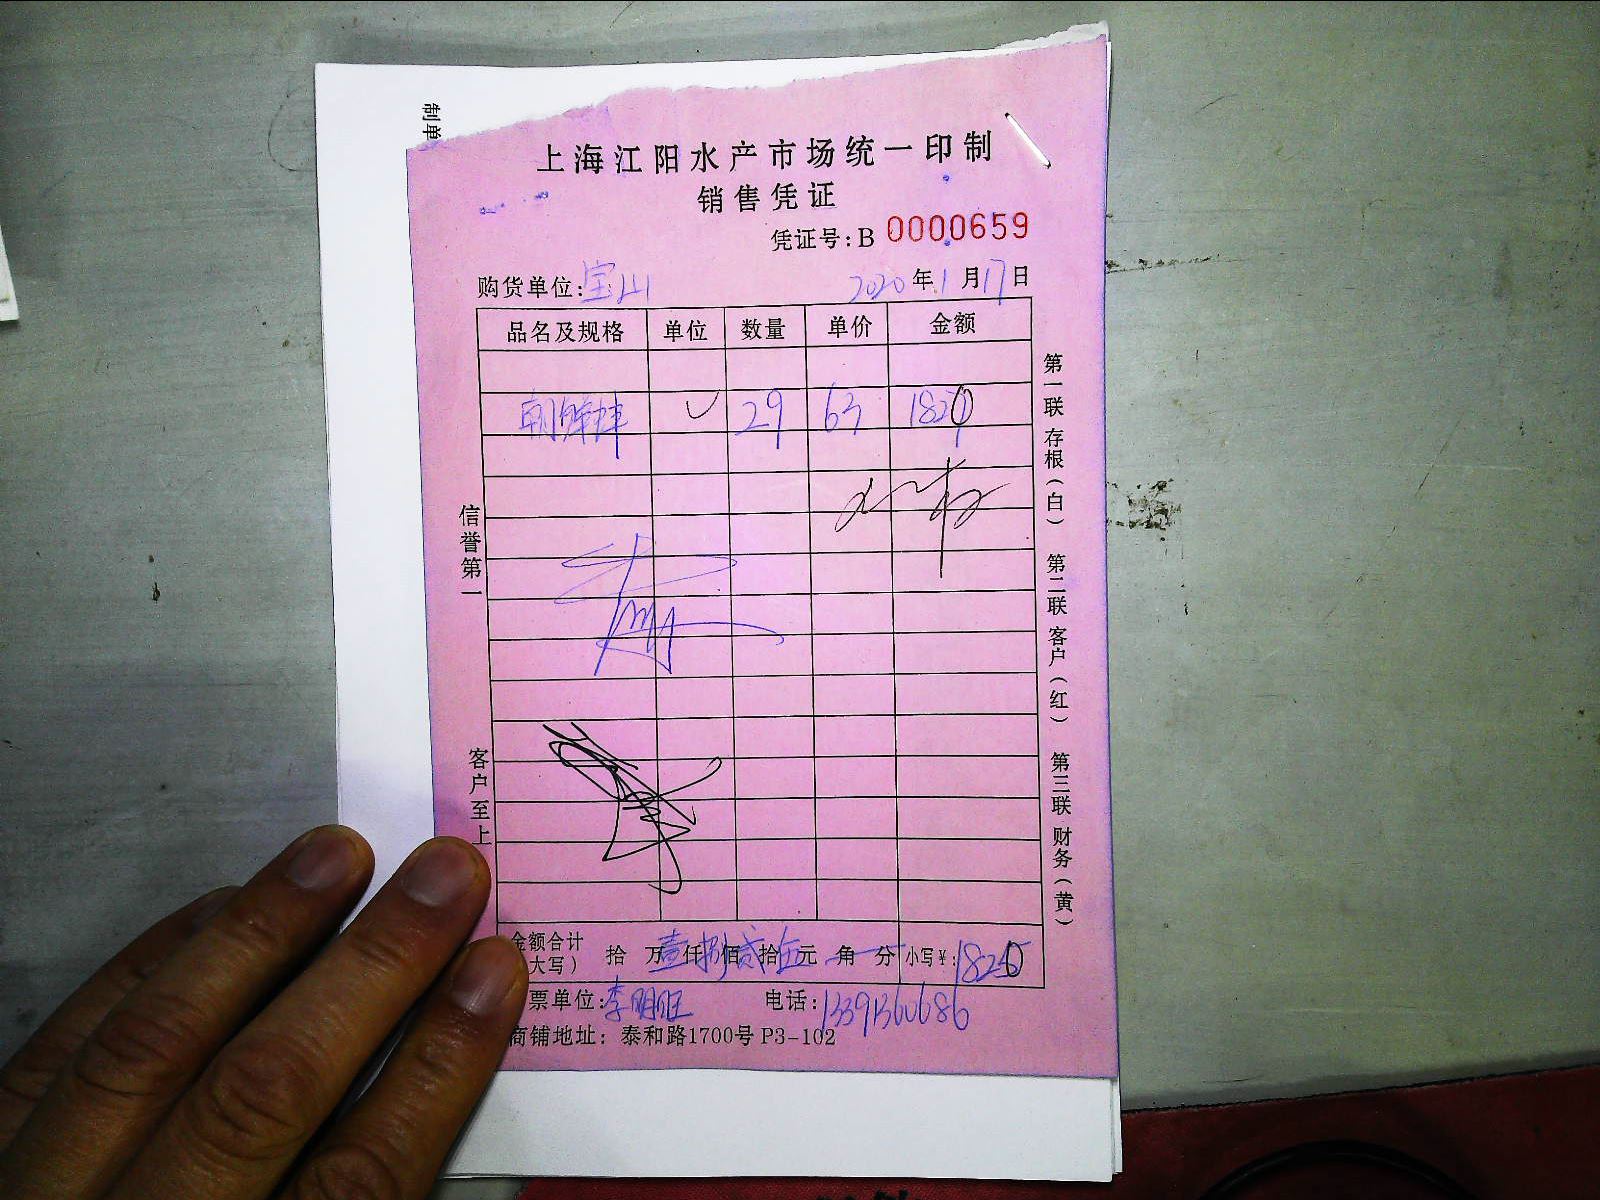 制单
上海江阳水产市场统一印制
销售凭证
凭证号:B 0000659
购货单位:宝山 2020年1月17日
品名及规格 单位 数量 单价 金额
朝鲜蚌 29 63 1820
信誉第一
客户至上
第一联 存根(白) 第二联 客户(红) 第三联 财务(黄)
金额合计
大写) 拾 万壹仟捌佰贰拾伍元 角 分 小写¥:1820
票单位:李明旺 电话:13391360686
商铺地址: 泰和路1700号 P3-102